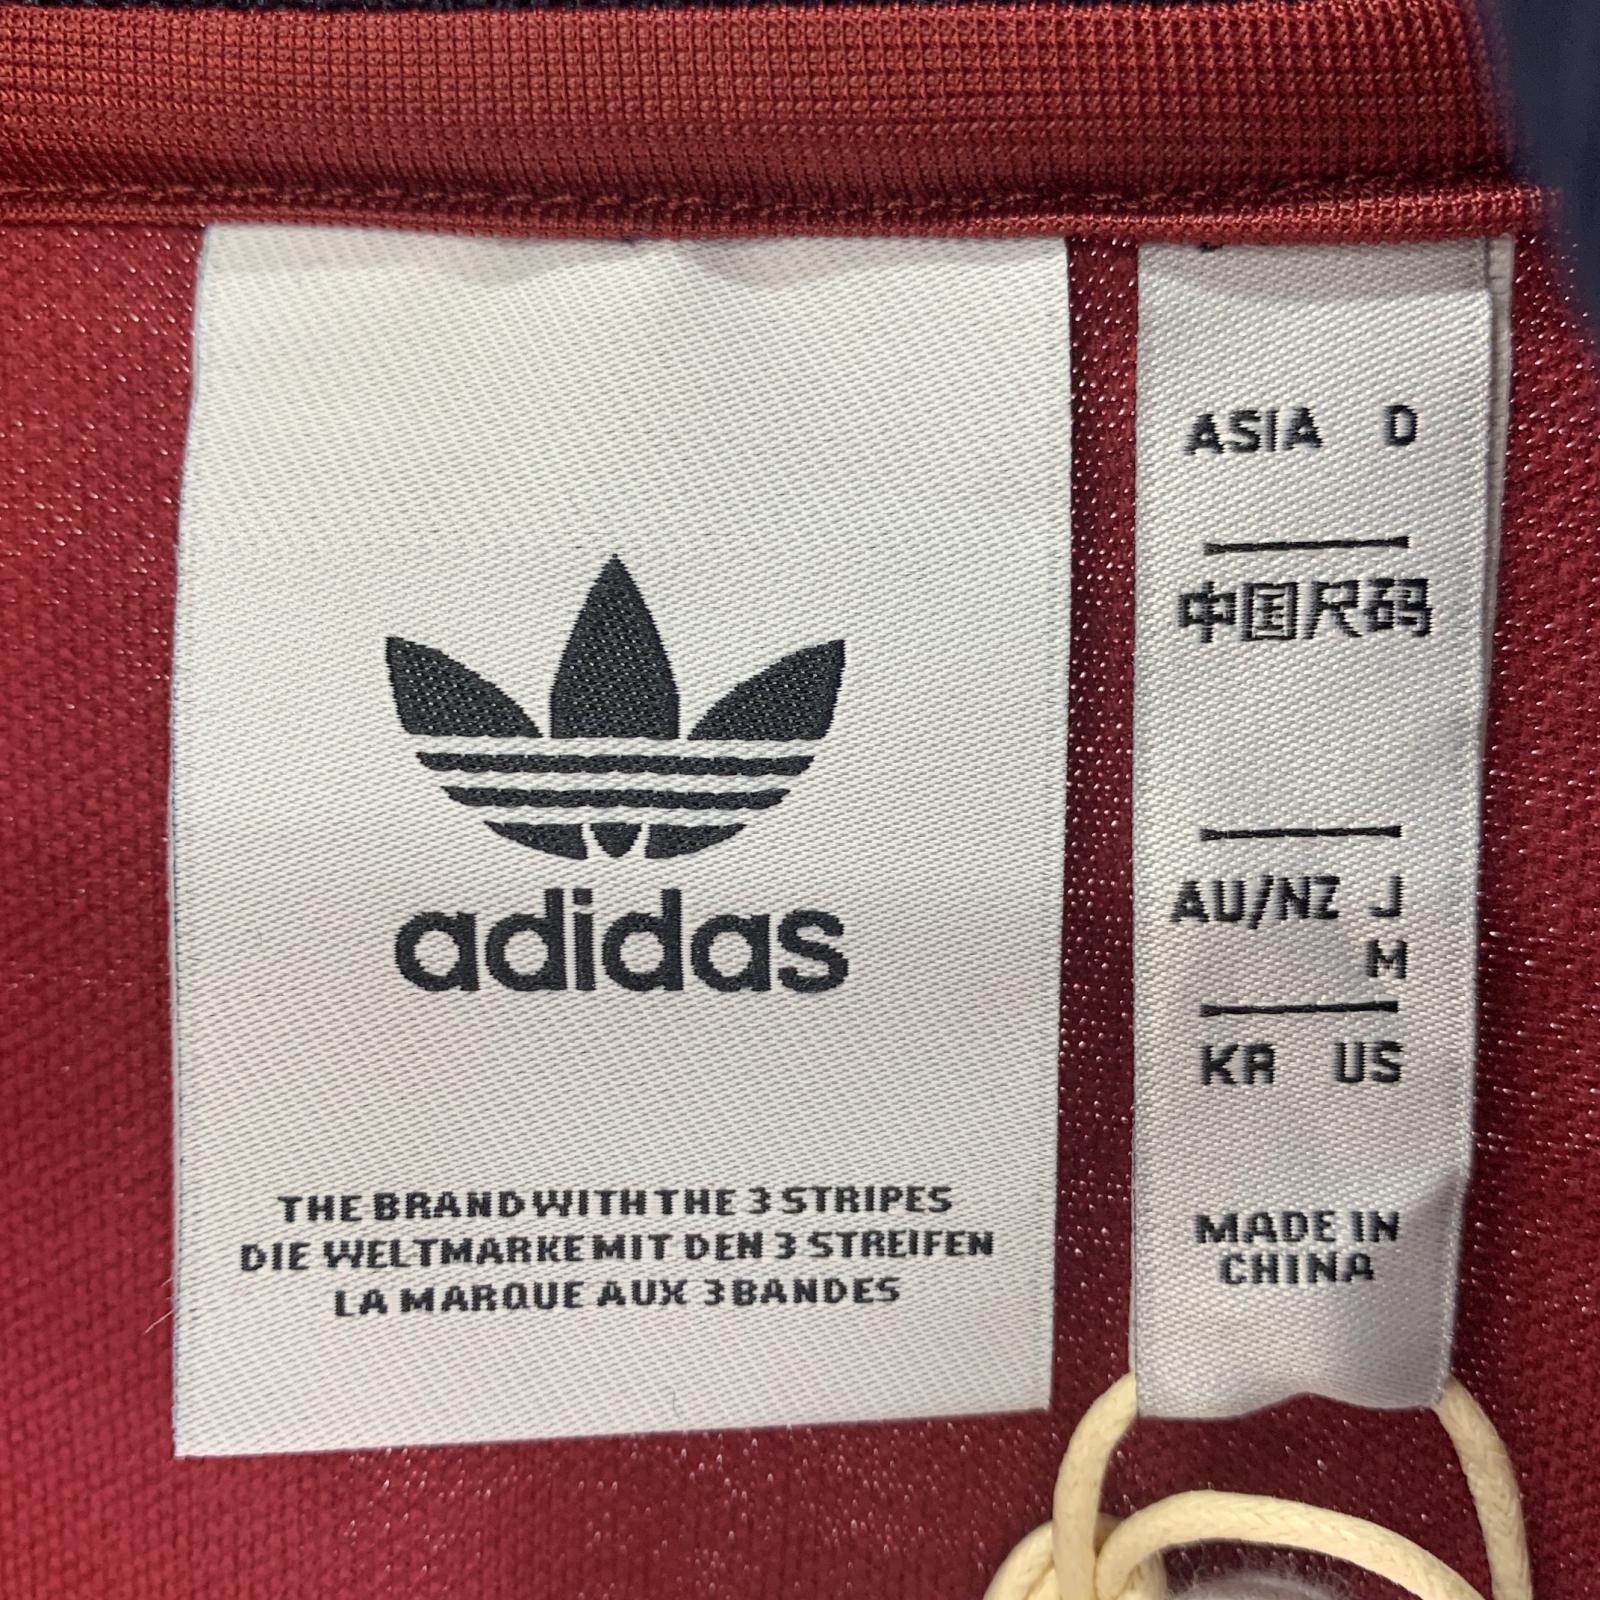 adidas
THE BRAND WITH THE 3 STRIPES
DIE WELTMARKE MIT DEN 3 STREIFEN
LA MARQUE AUX 3 BANDES
ASIA D
中国尺码
AU/NZ J
M
KR US
MADE IN
CHINA